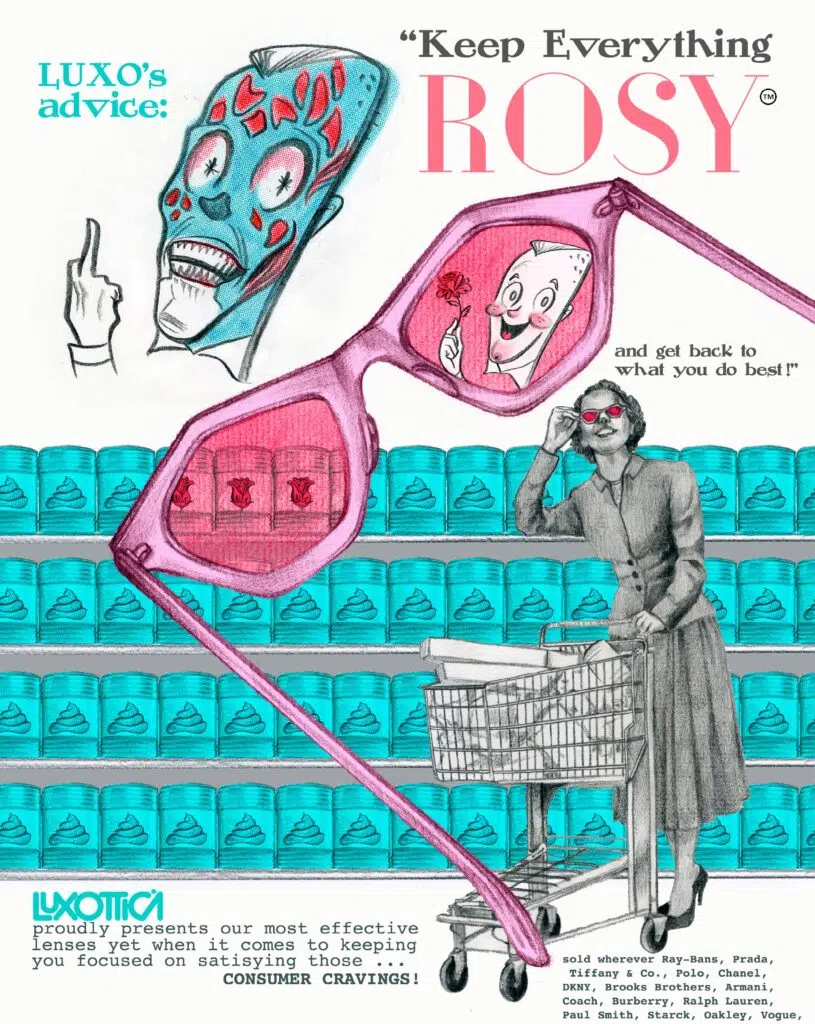 LUXO's
advice:
"Keep Everything
ROSY™
and get back to
what you do best!"
LUXOTTICA
proudly presents our most effective
lenses yet when it comes to keeping
you focused on satisying those ...
CONSUMER CRAVINGS!
sold wherever Ray-Bans, Prada,
Tiffany & Co., Polo, Chanel,
DKNY, Brooks Brothers, Armani,
Coach, Burberry, Ralph Lauren,
Paul Smith, Starck, Oakley, Vogue,